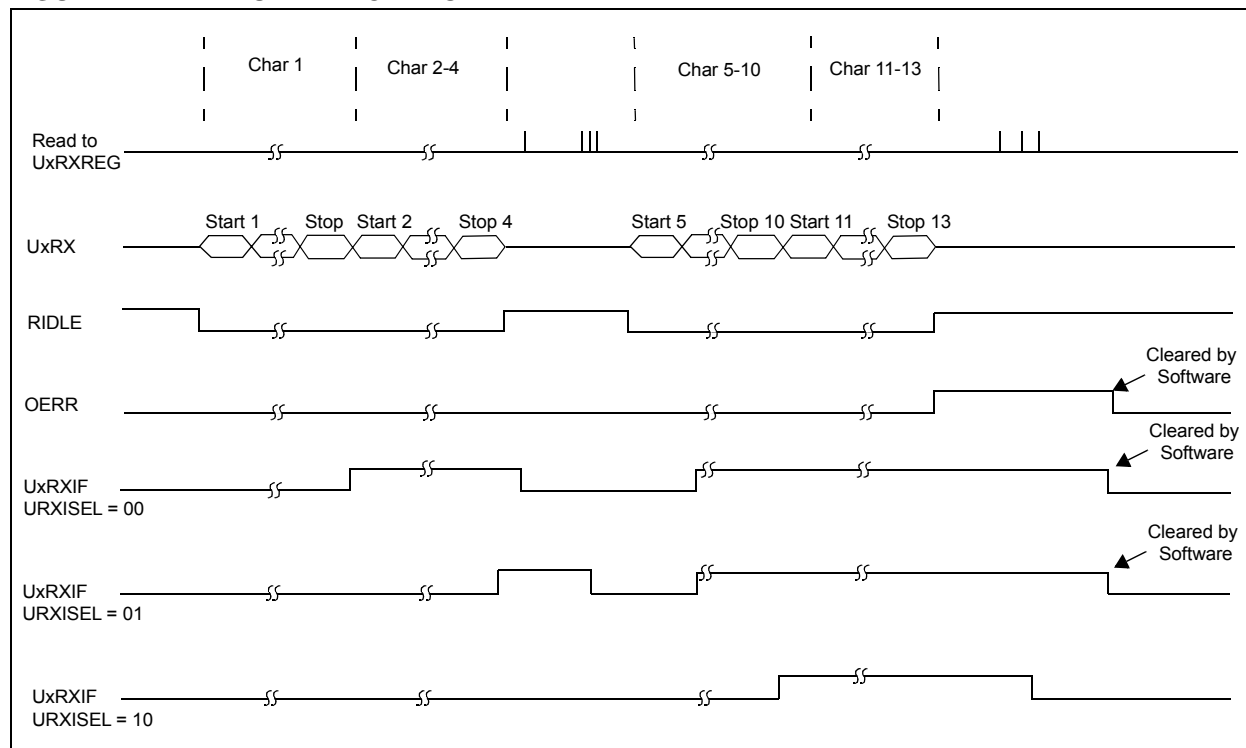 Char 1
Char 2-4
Char 5-10
Char 11-13
Read to
UxRXREG
Start 1
Stop
Start 2
Stop 4
Start 5
Stop 10
Start 11
Stop 13
UxRX
RIDLE
Cleared by
Software
OERR
Cleared by
Software
UxRXIF
URXISEL = 00
Cleared by
Software
UxRXIF
URXISEL = 01
UxRXIF
URXISEL = 10